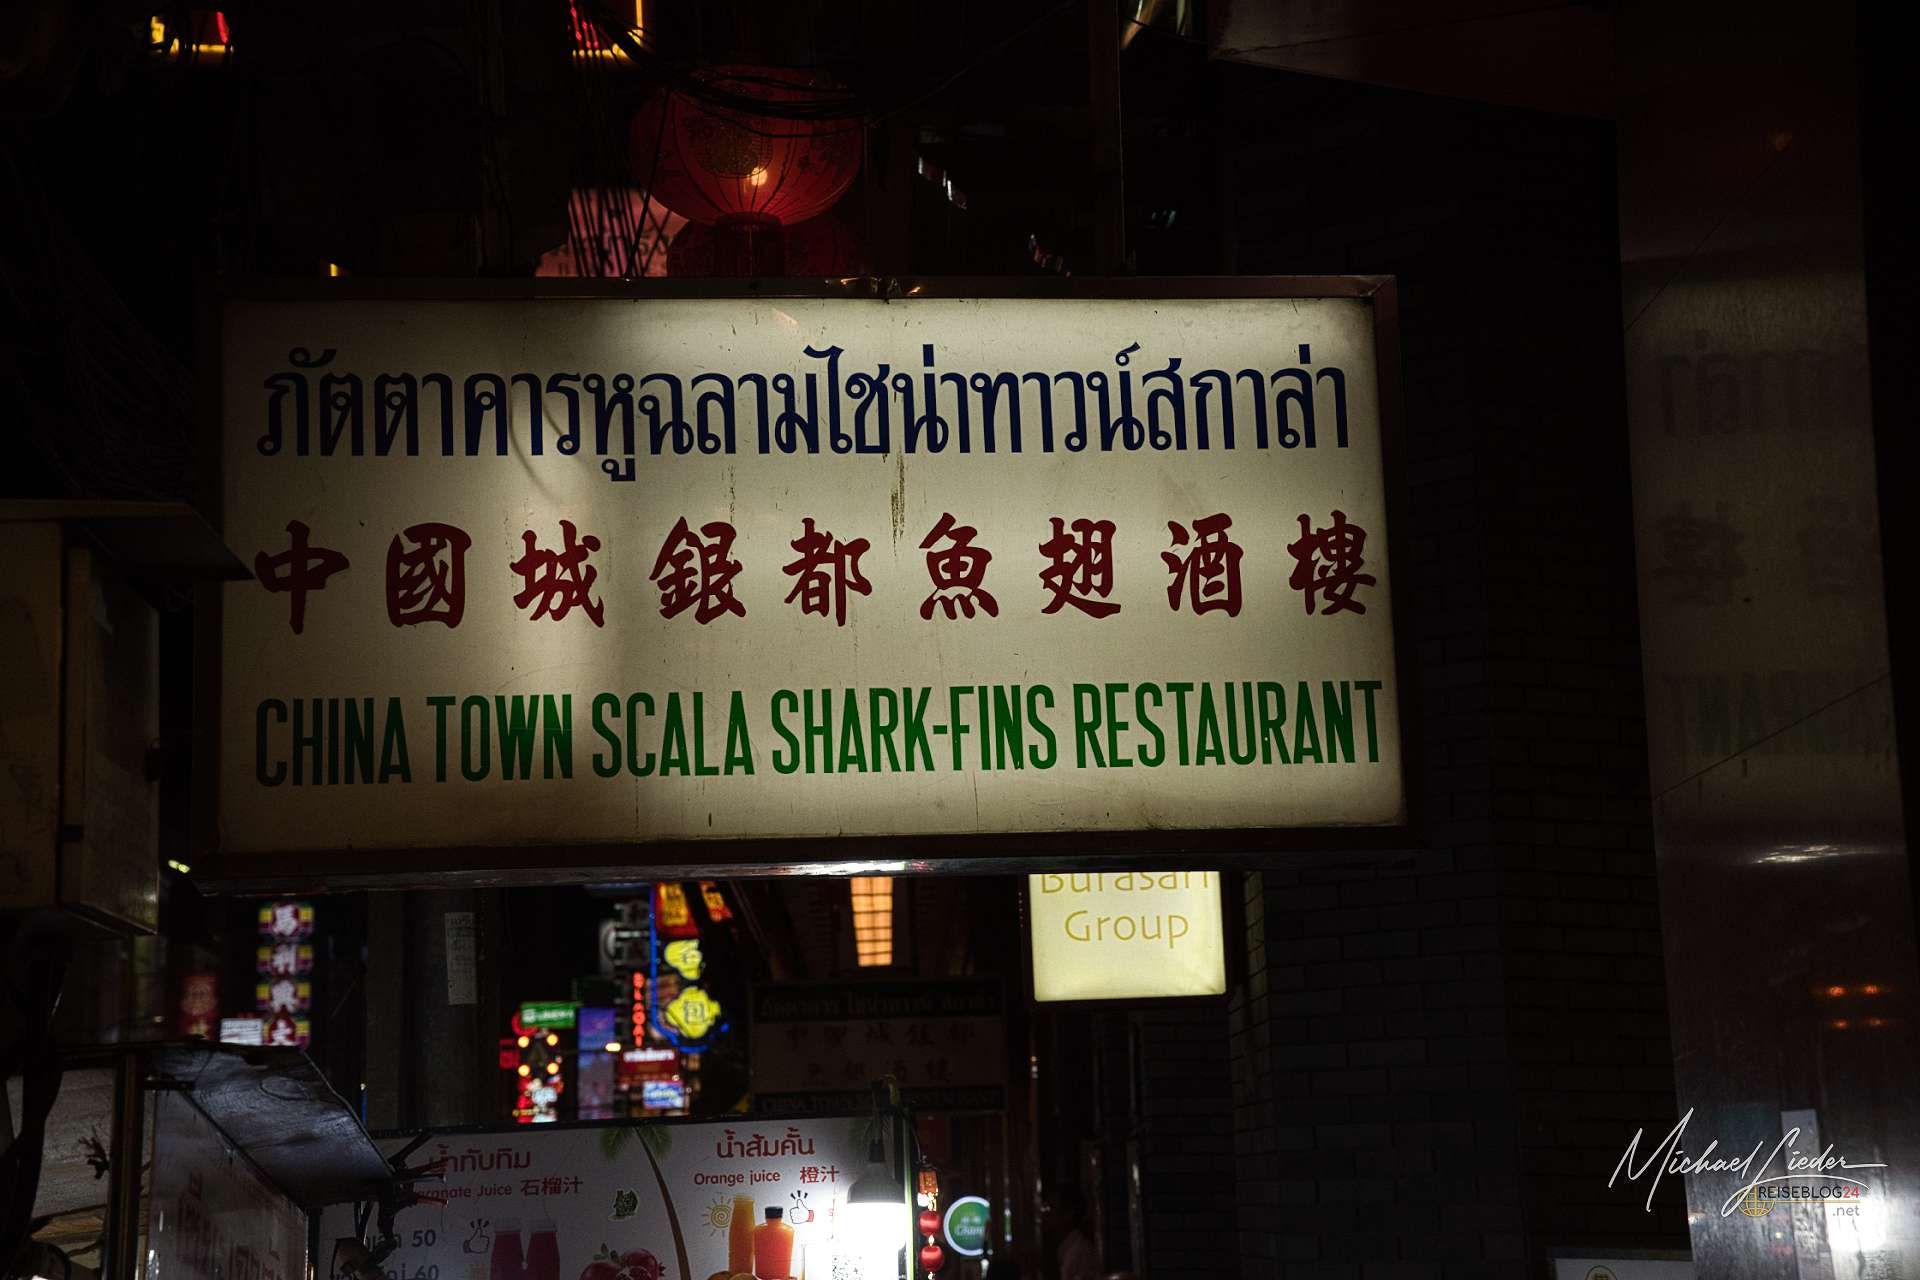 ภัตตาคารหูฉลามไชน่าทาวน์สกาล่า
中國城銀都魚翅酒樓
CHINA TOWN SCALA SHARK-FINS RESTAURANT
Burasari
Group
น้ำทับทิม
Juice 石榴汁
น้ำส้มคั้น
Orange juice 橙汁
50
60
Michael Lieder
REISEBLOG24
.net